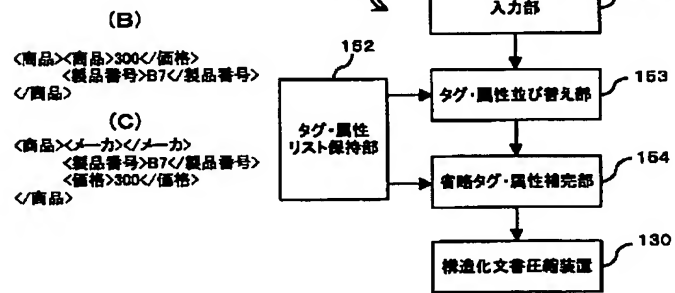 (B)
<商品><商品>300</価格>
<製品番号>B7</製品番号>
</商品>
(C)
<商品><メーカ></メーカ>
<製品番号>B7</製品番号>
<価格>300</価格>
</商品>
入力部
152
タグ・属性
リスト保持部
153
タグ・属性並び替え部
154
省略タグ・属性補完部
130
構造化文書圧縮装置